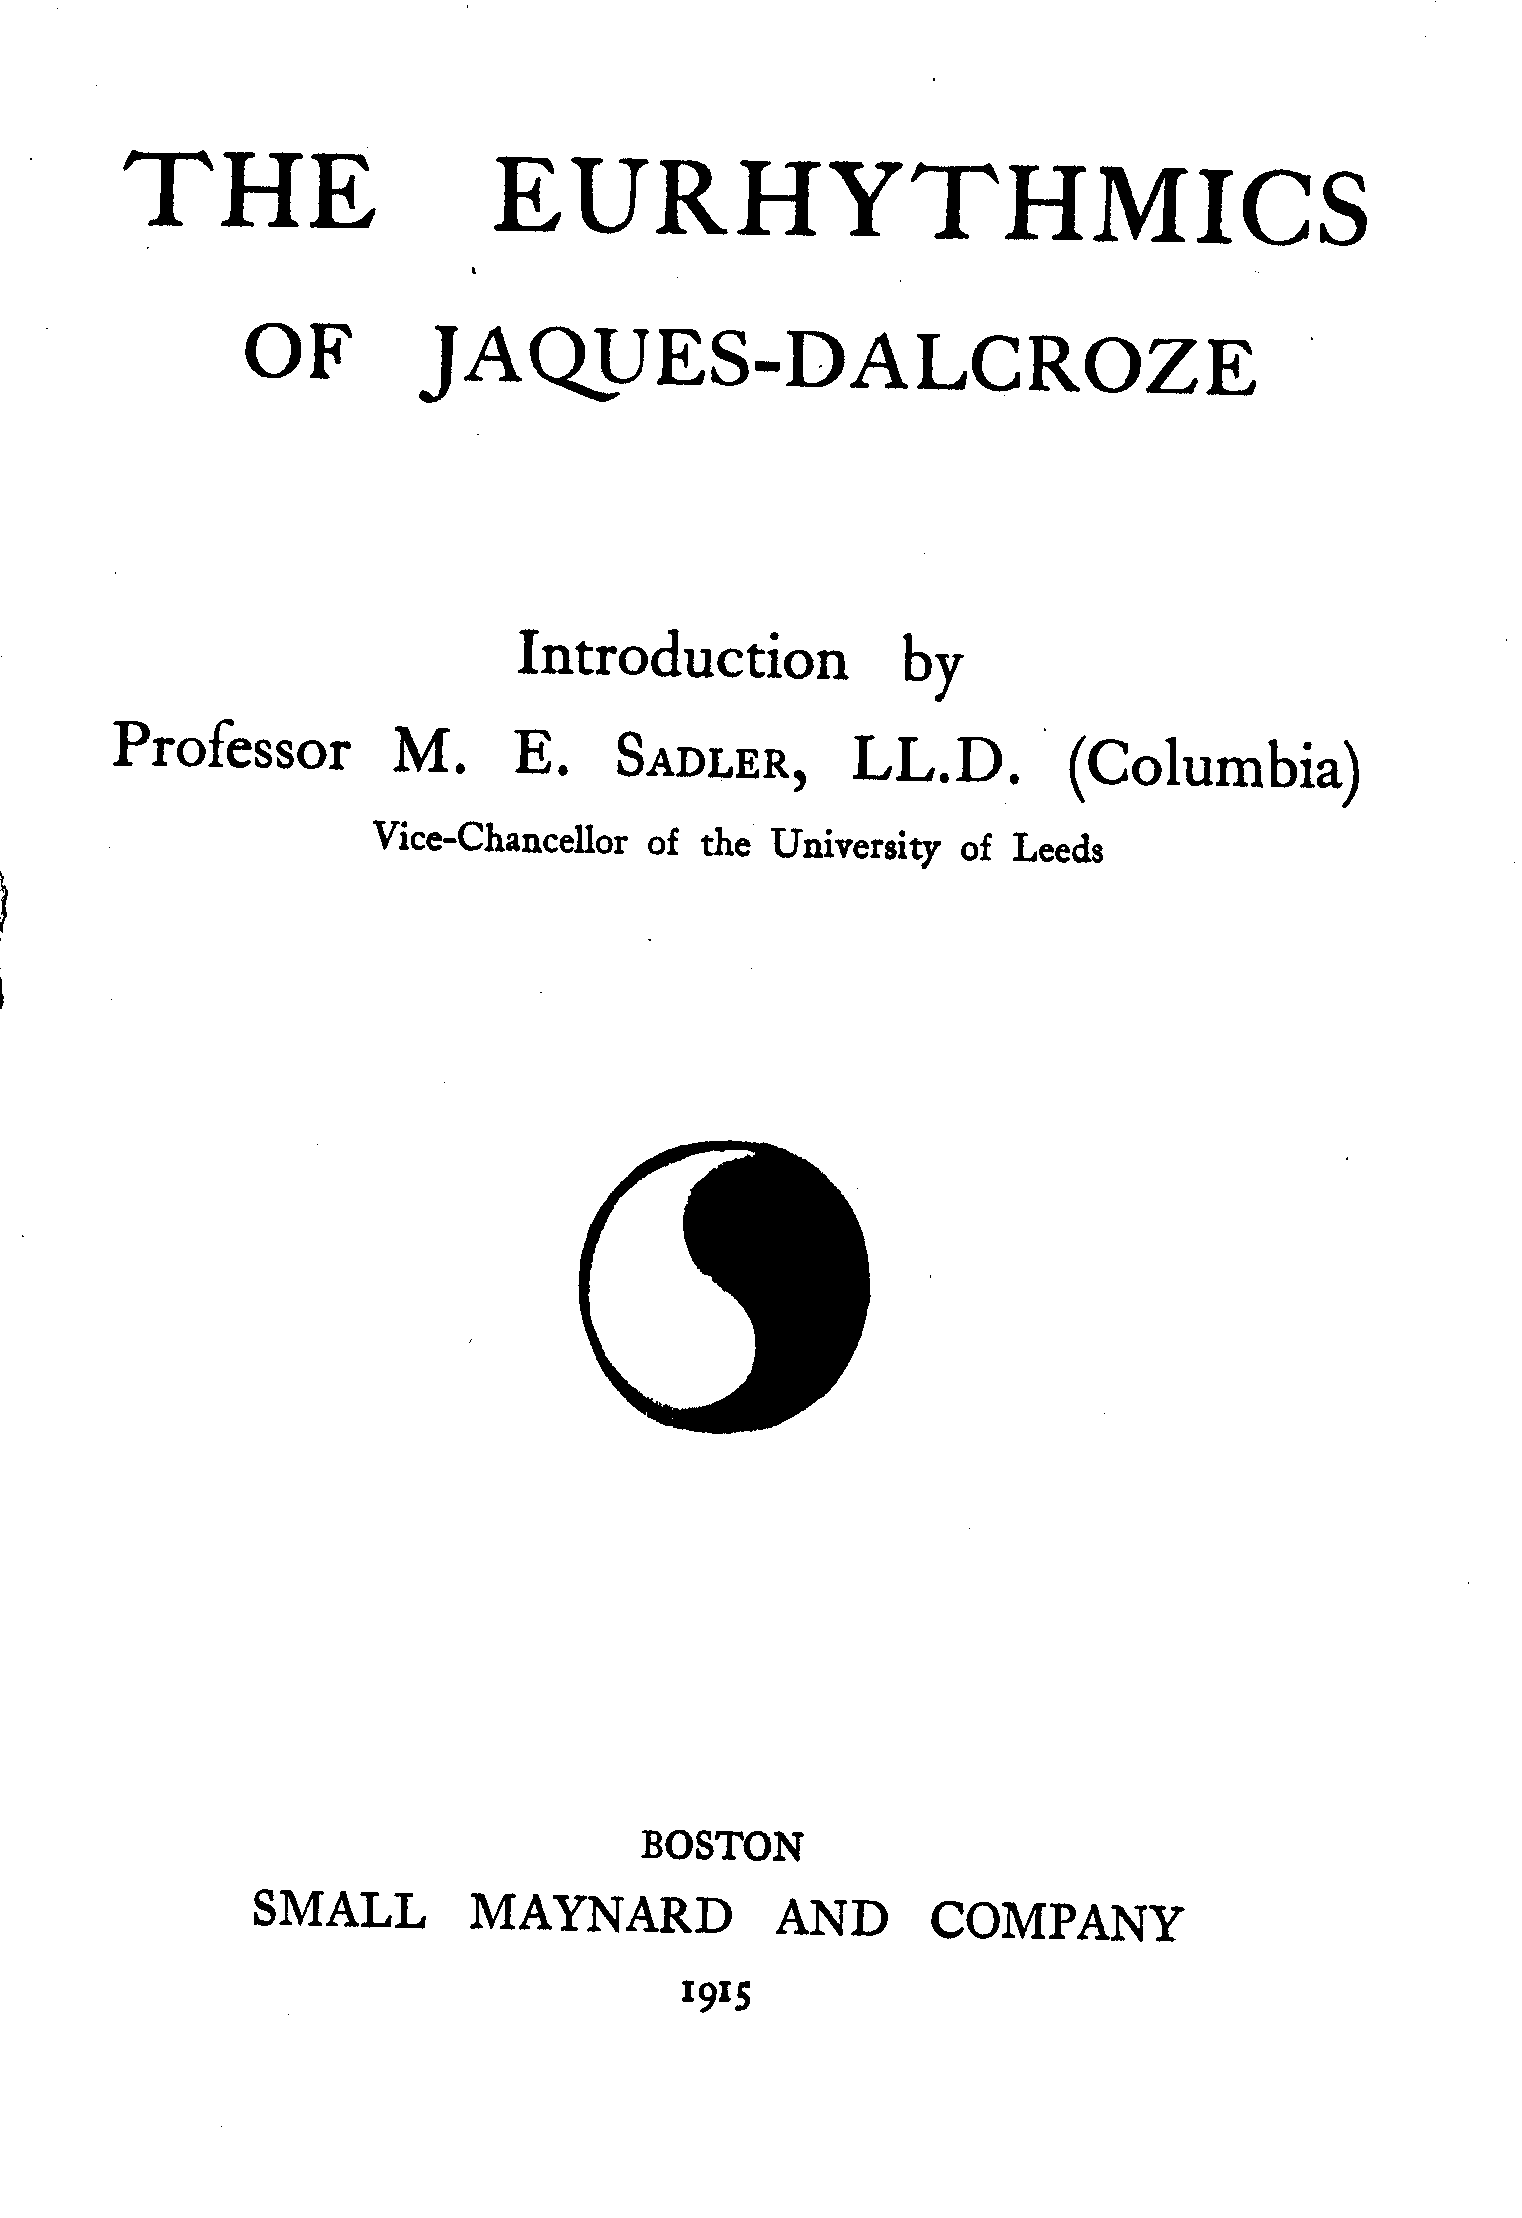 THE EURHYTHMICS
OF JAQUES-DALCROZE
Introduction by
Professor M. E. SADLER, LL.D. (Columbia)
Vice-Chancellor of the University of Leeds
BOSTON
SMALL MAYNARD AND COMPANY
1915